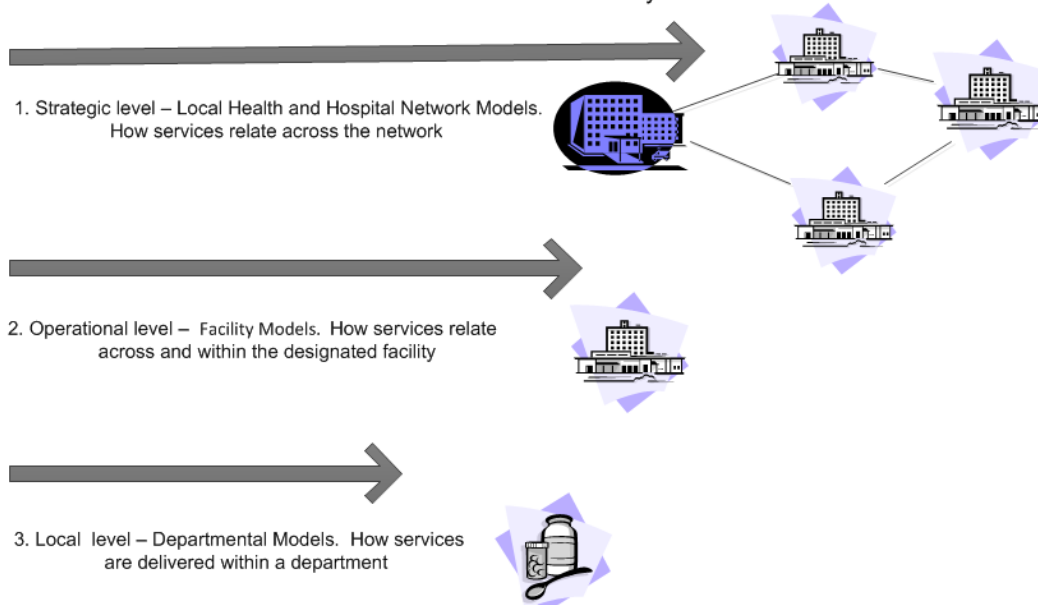 1. Strategic level – Local Health and Hospital Network Models.
How services relate across the network
2. Operational level – Facility Models. How services relate
across and within the designated facility
3. Local level – Departmental Models. How services
are delivered within a department